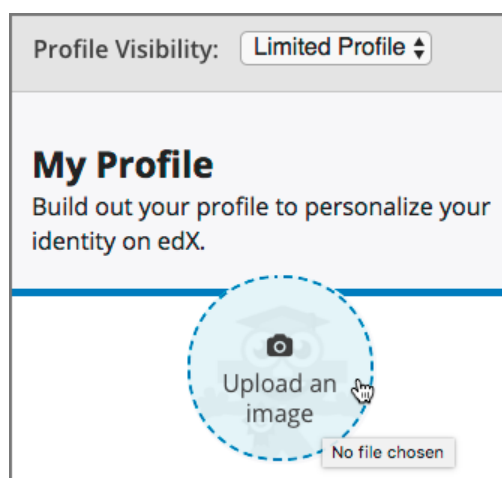 Profile Visibility: Limited Profile
My Profile
Build out your profile to personalize your
identity on edX.
Upload an
image
No file chosen